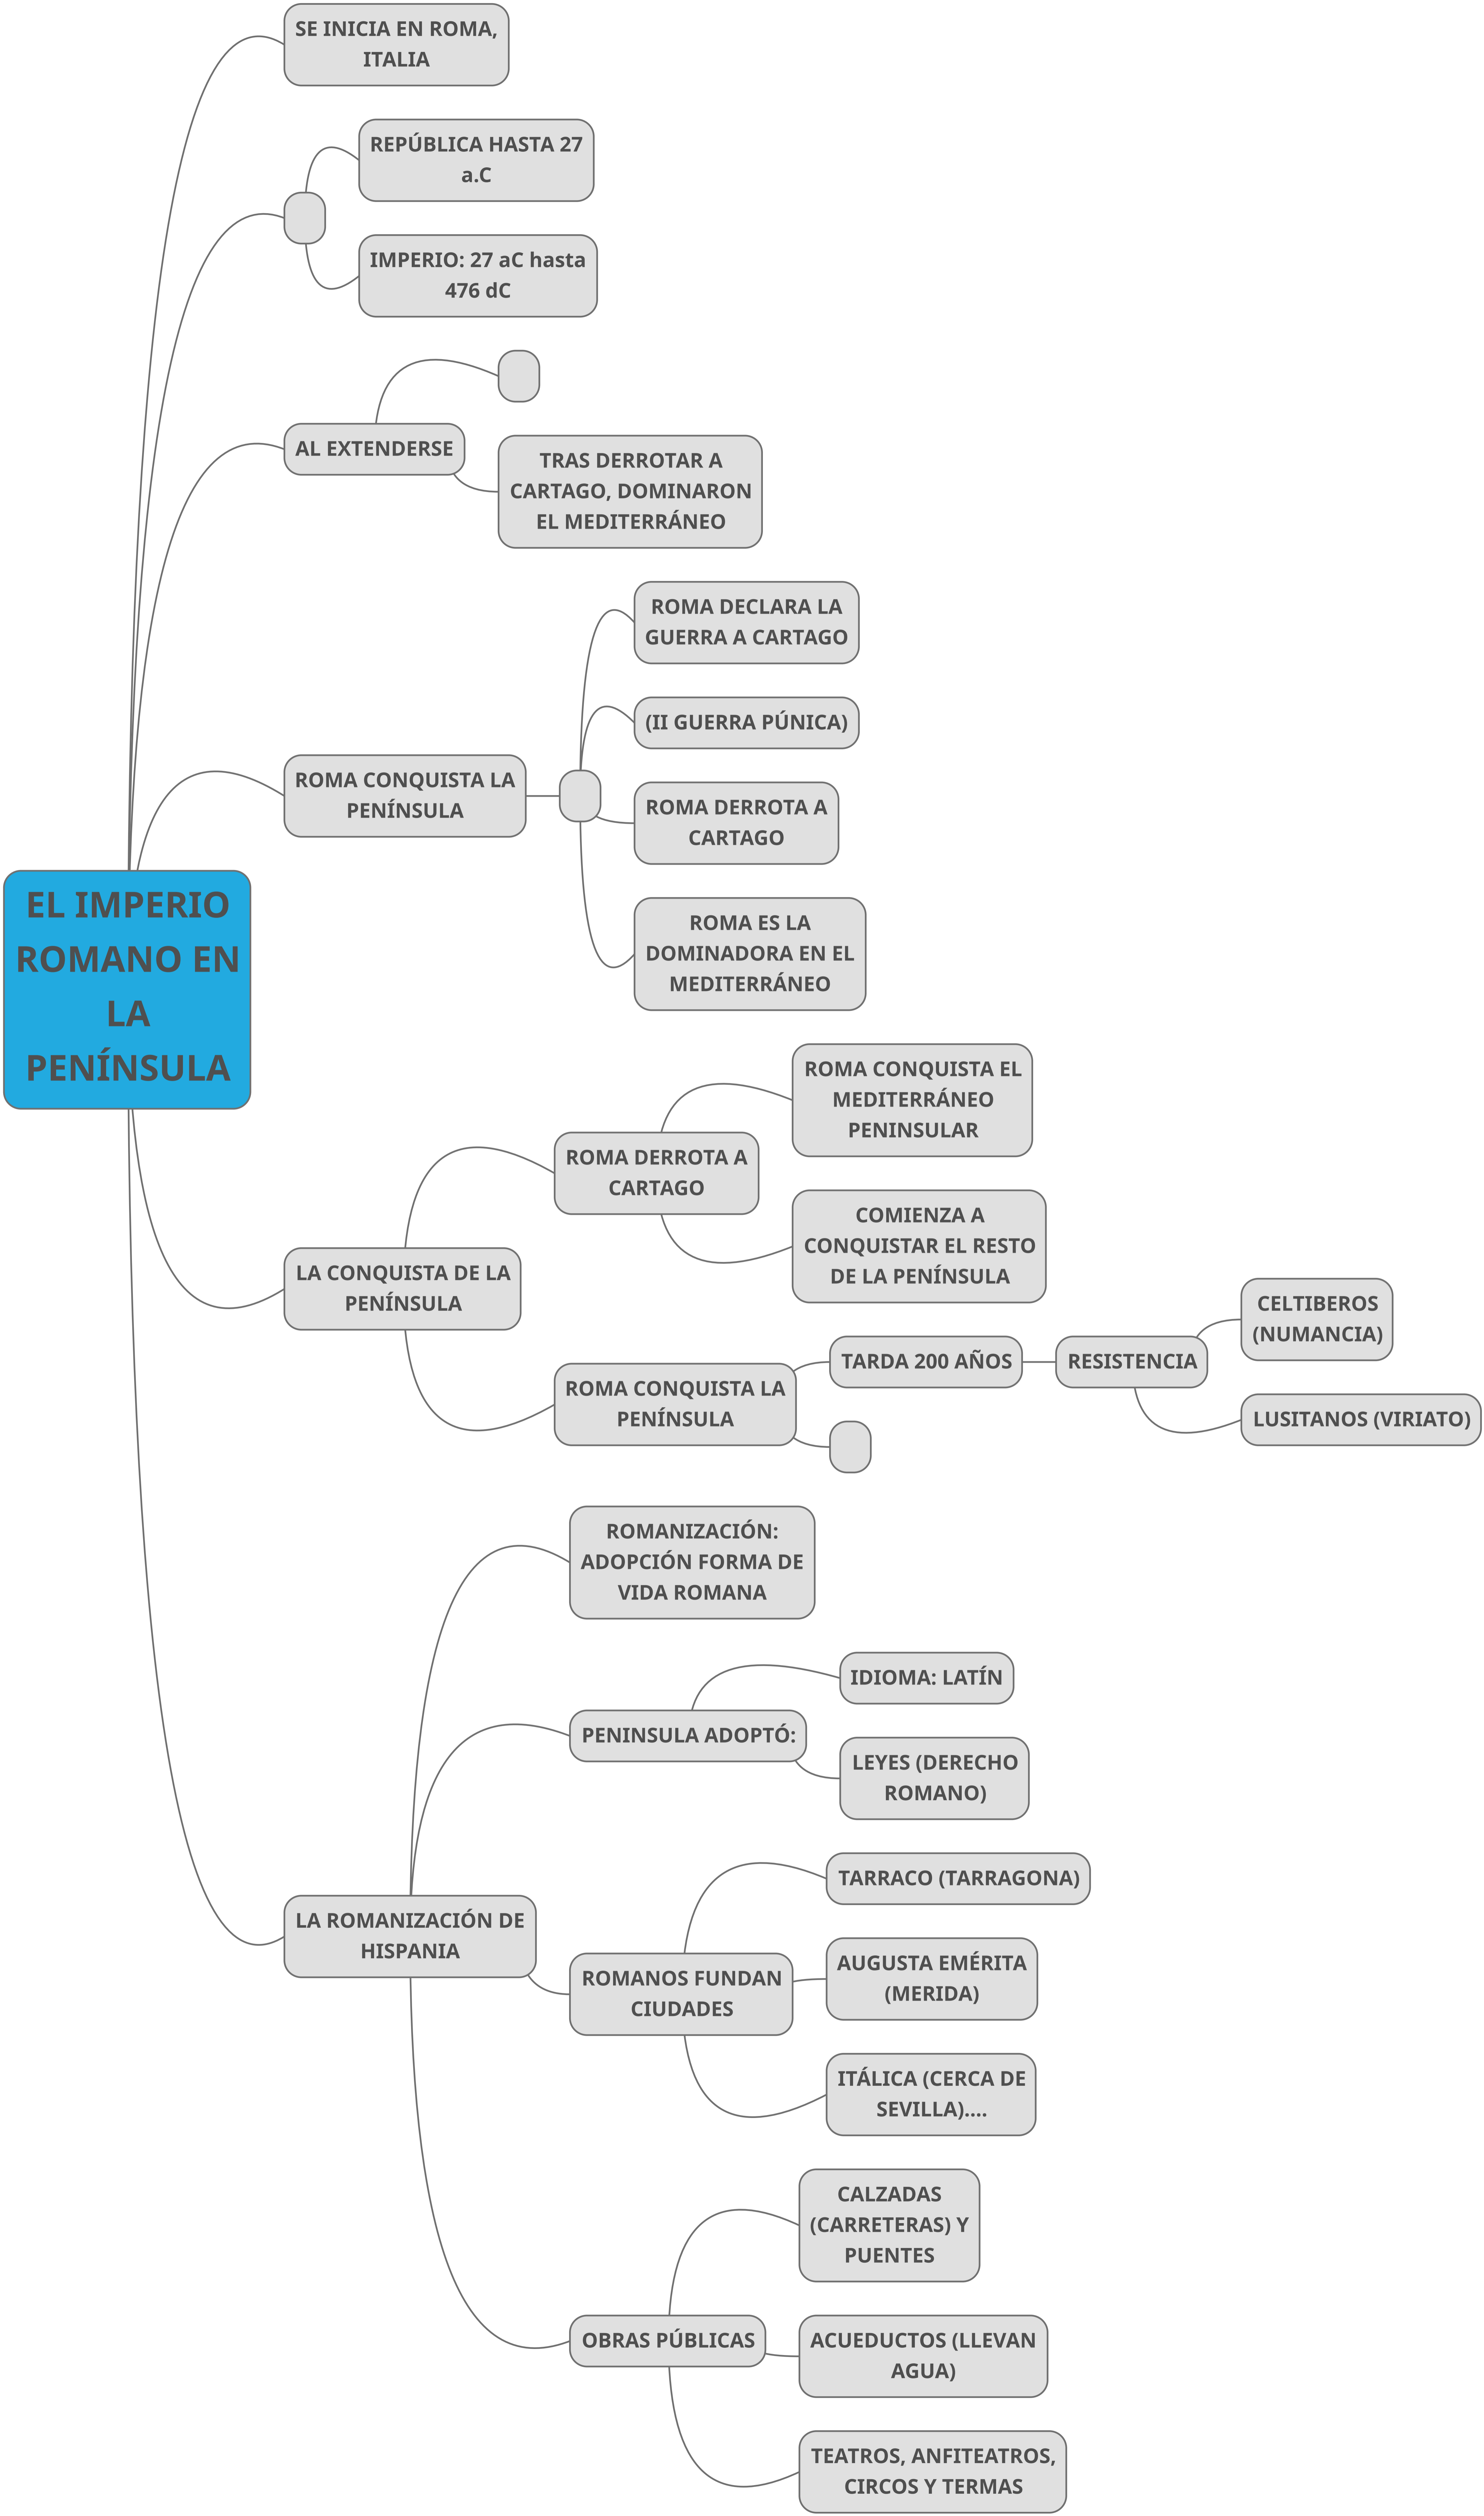 SE INICIA EN ROMA,
ITALIA
REPÚBLICA HASTA 27
a.C
IMPERIO: 27 aC hasta
476 dC
AL EXTENDERSE
TRAS DERROTAR A
CARTAGO, DOMINARON
EL MEDITERRÁNEO
ROMA CONQUISTA LA
PENÍNSULA
ROMA DECLARA LA
GUERRA A CARTAGO
(II GUERRA PÚNICA)
ROMA DERROTA A
CARTAGO
ROMA ES LA
DOMINADORA EN EL
MEDITERRÁNEO
EL IMPERIO
ROMANO EN
LA
PENÍNSULA
LA CONQUISTA DE LA
PENÍNSULA
ROMA DERROTA A
CARTAGO
ROMA CONQUISTA EL
MEDITERRÁNEO
PENINSULAR
COMIENZA A
CONQUISTAR EL RESTO
DE LA PENÍNSULA
ROMA CONQUISTA LA
PENÍNSULA
TARDA 200 AÑOS
RESISTENCIA
CELTIBEROS
(NUMANCIA)
LUSITANOS (VIRIATO)
LA ROMANIZACIÓN DE
HISPANIA
ROMANIZACIÓN:
ADOPCIÓN FORMA DE
VIDA ROMANA
PENINSULA ADOPTÓ:
IDIOMA: LATÍN
LEYES (DERECHO
ROMANO)
ROMANOS FUNDAN
CIUDADES
TARRACO (TARRAGONA)
AUGUSTA EMÉRITA
(MERIDA)
ITÁLICA (CERCA DE
SEVILLA)....
OBRAS PÚBLICAS
CALZADAS
(CARRETERAS) Y
PUENTES
ACUEDUCTOS (LLEVAN
AGUA)
TEATROS, ANFITEATROS,
CIRCOS Y TERMAS